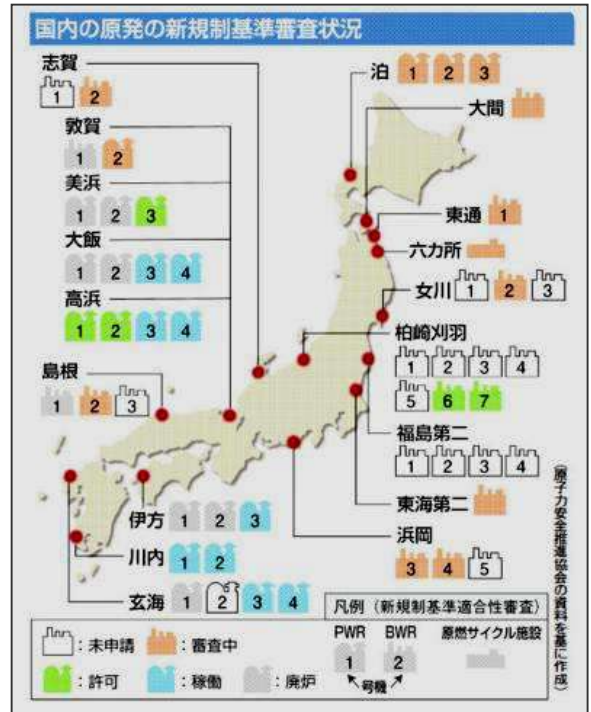 国内の原発の新規制基準審査状況
志賀
1 2
敦賀
1 2
美浜
1 2 3
大飯
1 2 3 4
高浜
1 2 3 4
島根
1 2 3
泊 1 2 3
大間
東通 1
六カ所
女川 1 2 3
柏崎刈羽
1 2 3 4
5 6 7
福島第二
1 2 3 4
東海第二
浜岡
3 4 5
伊方 1 2 3
川内 1 2
玄海 1 2 3 4
凡例(新規制基準適合性審査)
PWR BWR 原燃サイクル施設
1 2
号機
:未申請 :審査中
:許可 :稼働 :廃炉
(原子力安全推進協会の資料を基に作成)